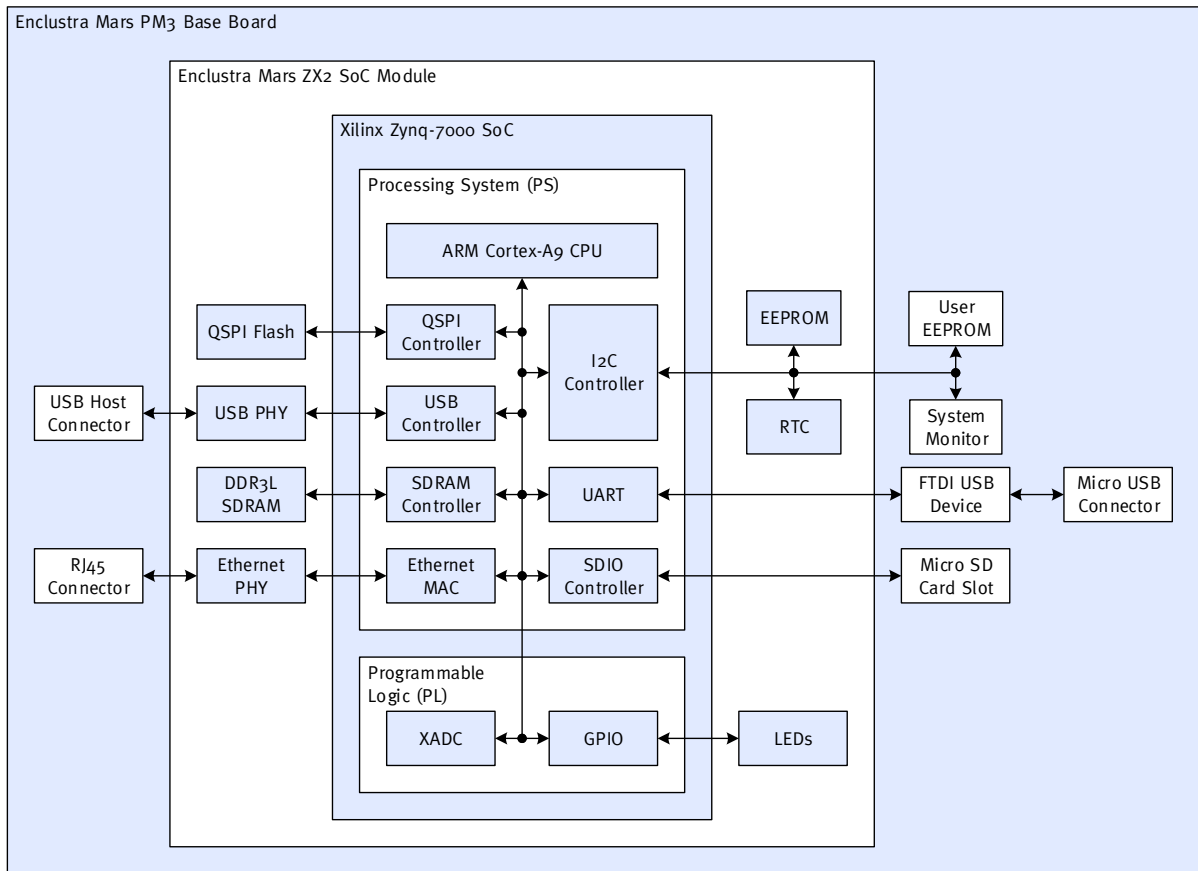 Enclustra Mars PM3 Base Board
Enclustra Mars ZX2 SoC Module
Xilinx Zynq-7000 SoC
Processing System (PS)
ARM Cortex-A9 CPU
QSPI Flash
QSPI
Controller
I2C
Controller
EEPROM
User
EEPROM
USB Host
Connector
USB PHY
USB
Controller
RTC
System
Monitor
DDR3L
SDRAM
SDRAM
Controller
UART
FTDI USB
Device
Micro USB
Connector
RJ45
Connector
Ethernet
PHY
Ethernet
MAC
SDIO
Controller
Micro SD
Card Slot
Programmable
Logic (PL)
XADC
GPIO
LEDs